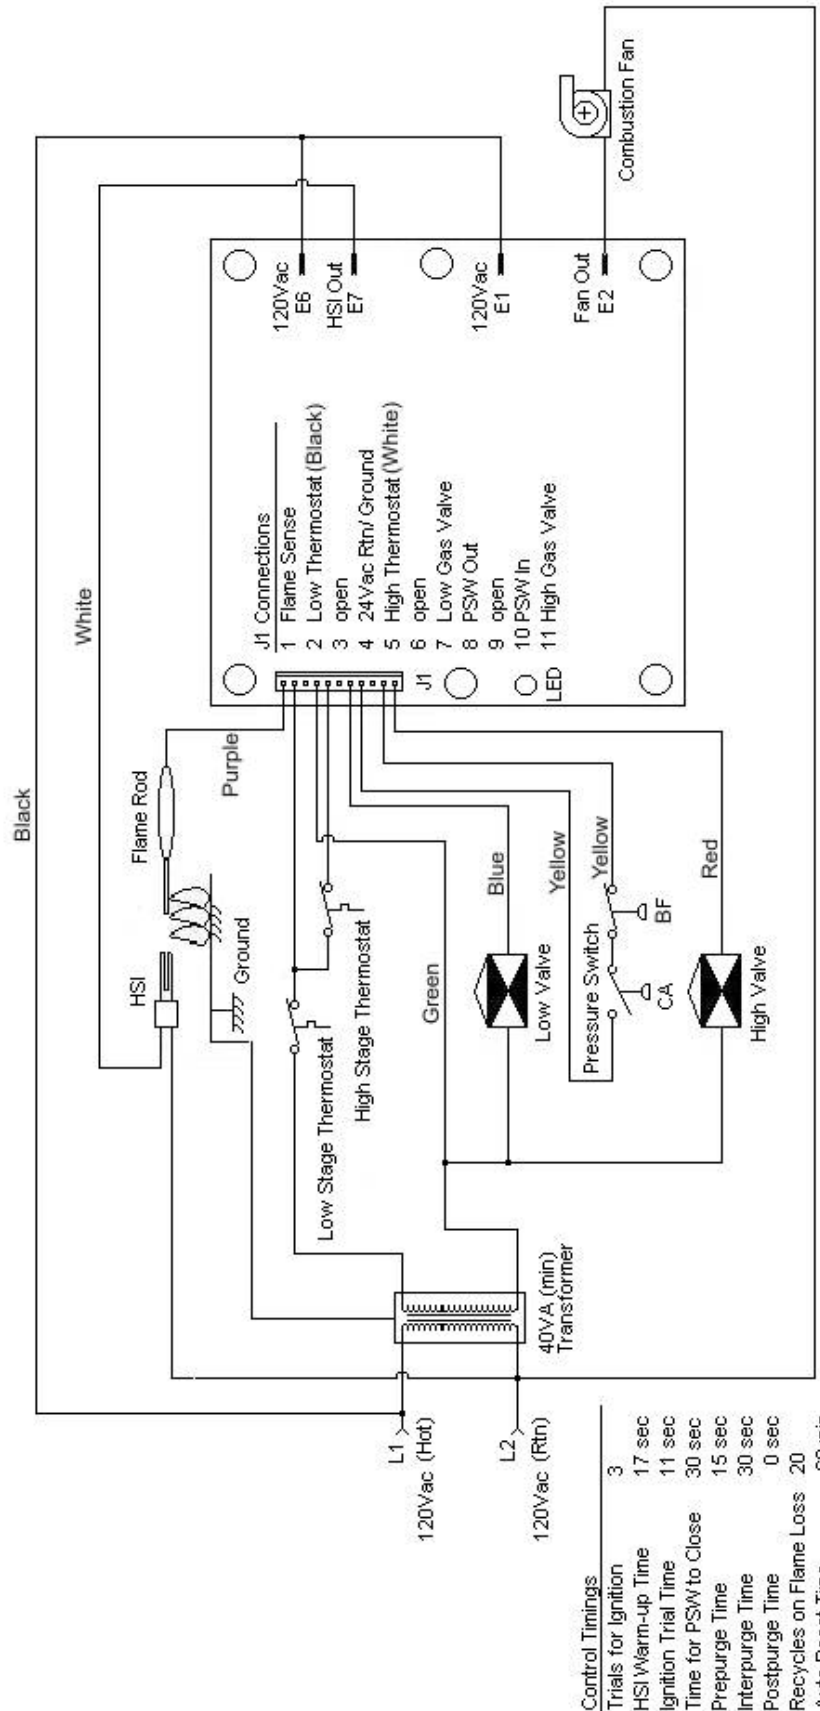 Black
White
HSI
Flame Rod
Ground
Purple
Low Stage Thermostat
High Stage Thermostat
Green
Blue
Low Valve
Yellow
Yellow
Pressure Switch
CA
BF
Red
High Valve
J1 Connections
1 Flame Sense
2 Low Thermostat (Black)
3 open
4 24Vac Rtn/ Ground
5 High Thermostat (White)
6 open
7 Low Gas Valve
8 PSW Out
9 open
10 PSW In
11 High Gas Valve
J1
LED
120Vac
E6
HSI Out
E7
120Vac
E1
Fan Out
E2
Combustion Fan
L1
120Vac (Hot)
L2
120Vac (Rtn)
40VA (min)
Transformer
Control Timings
Trials for Ignition 3
HSI Warm-up Time 17 sec
Ignition Trial Time 11 sec
Time for PSW to Close 30 sec
Prepurge Time 15 sec
Interpurge Time 30 sec
Postpurge Time 0 sec
Recycles on Flame Loss 20